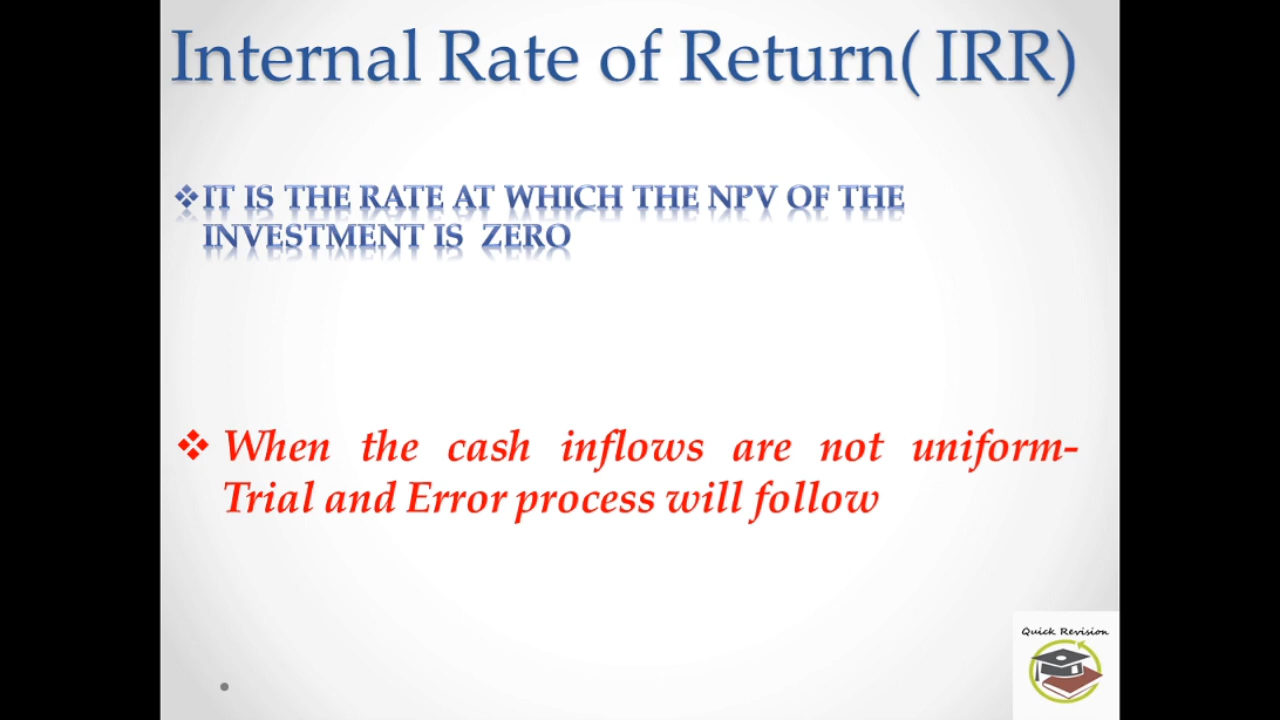 Internal Rate of Return( IRR)
❖IT IS THE RATE AT WHICH THE NPV OF THE
INVESTMENT IS ZERO
❖ When the cash inflows are not uniform-
Trial and Error process will follow
Quick Revision